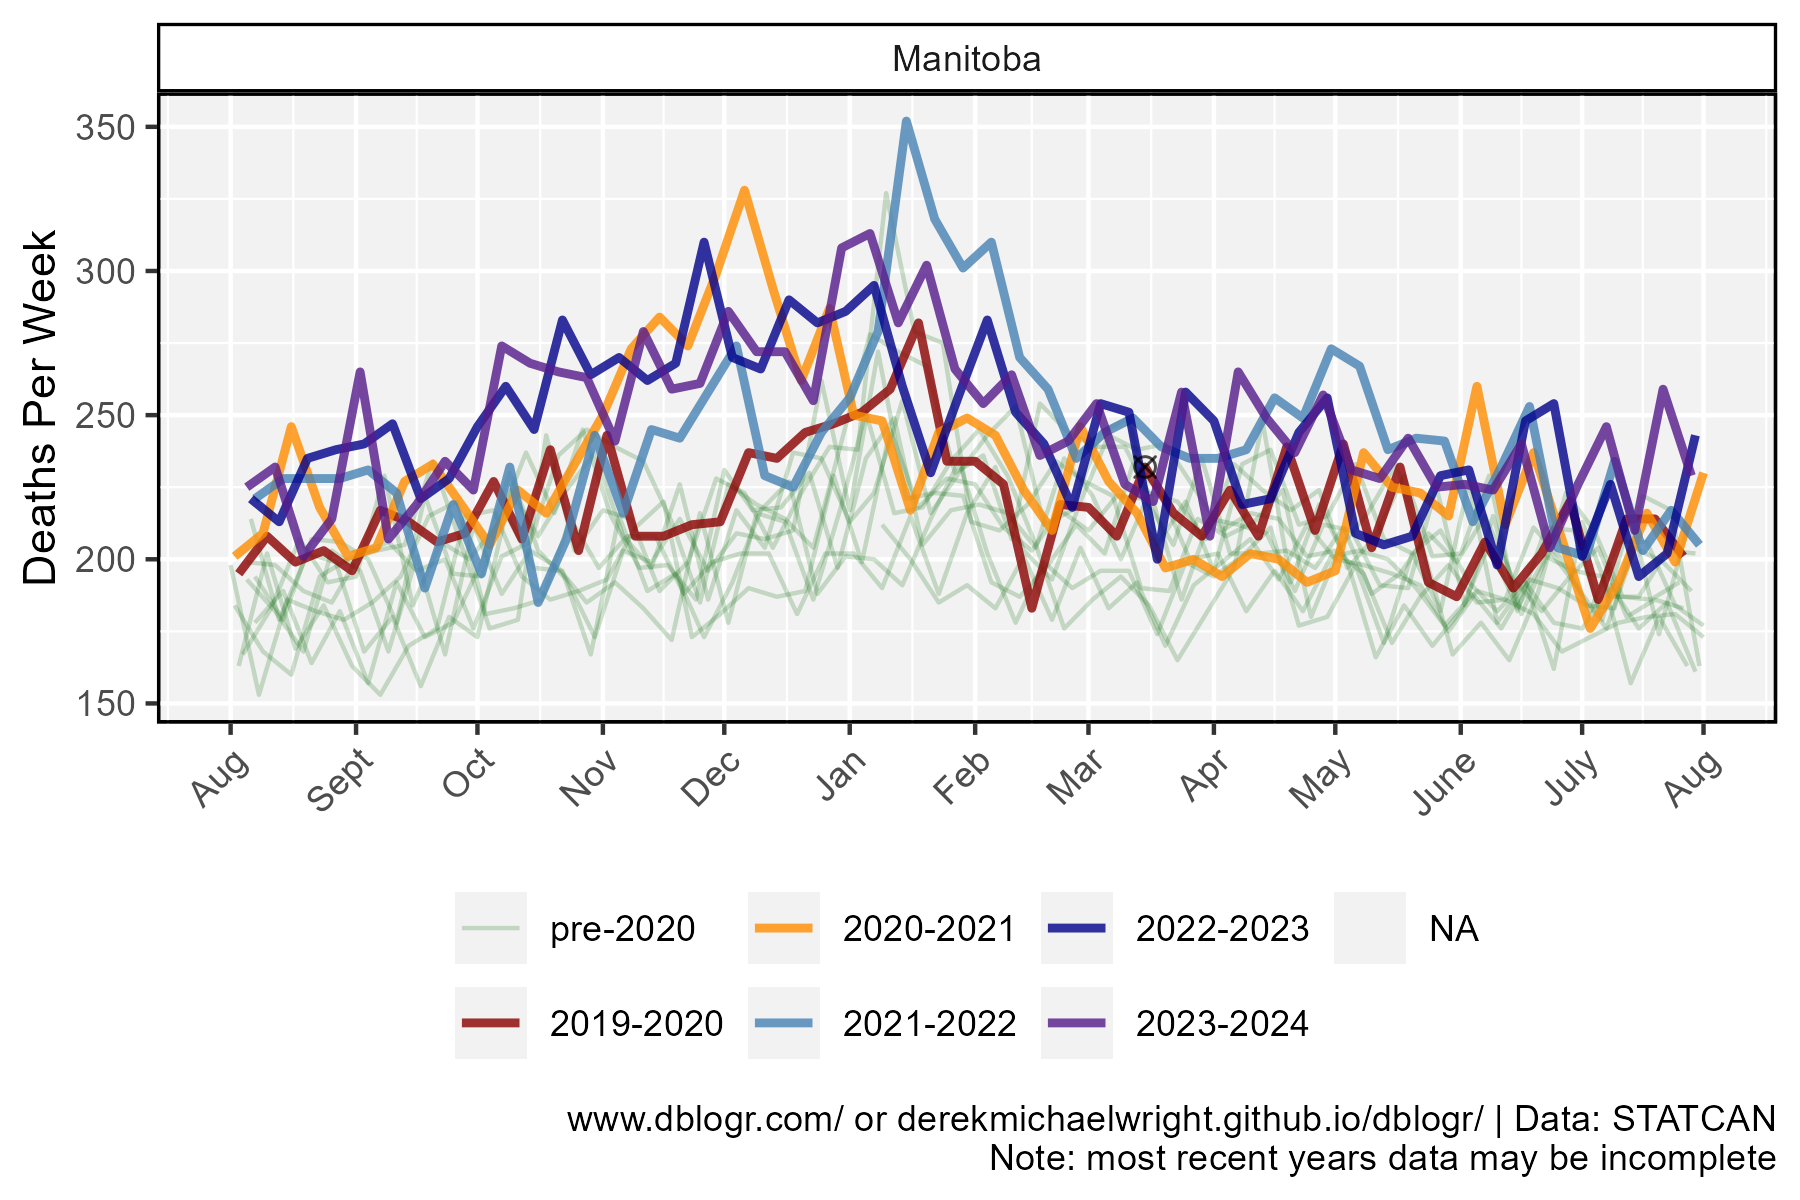 Manitoba
Deaths Per Week
350
300
250
200
150
Aug Sept Oct Nov Dec Jan Feb Mar Apr May June July Aug
pre-2020 2020-2021 2022-2023 NA
2019-2020 2021-2022 2023-2024
www.dblogr.com/ or derekmichaelwright.github.io/dblogr/ | Data: STATCAN
Note: most recent years data may be incomplete